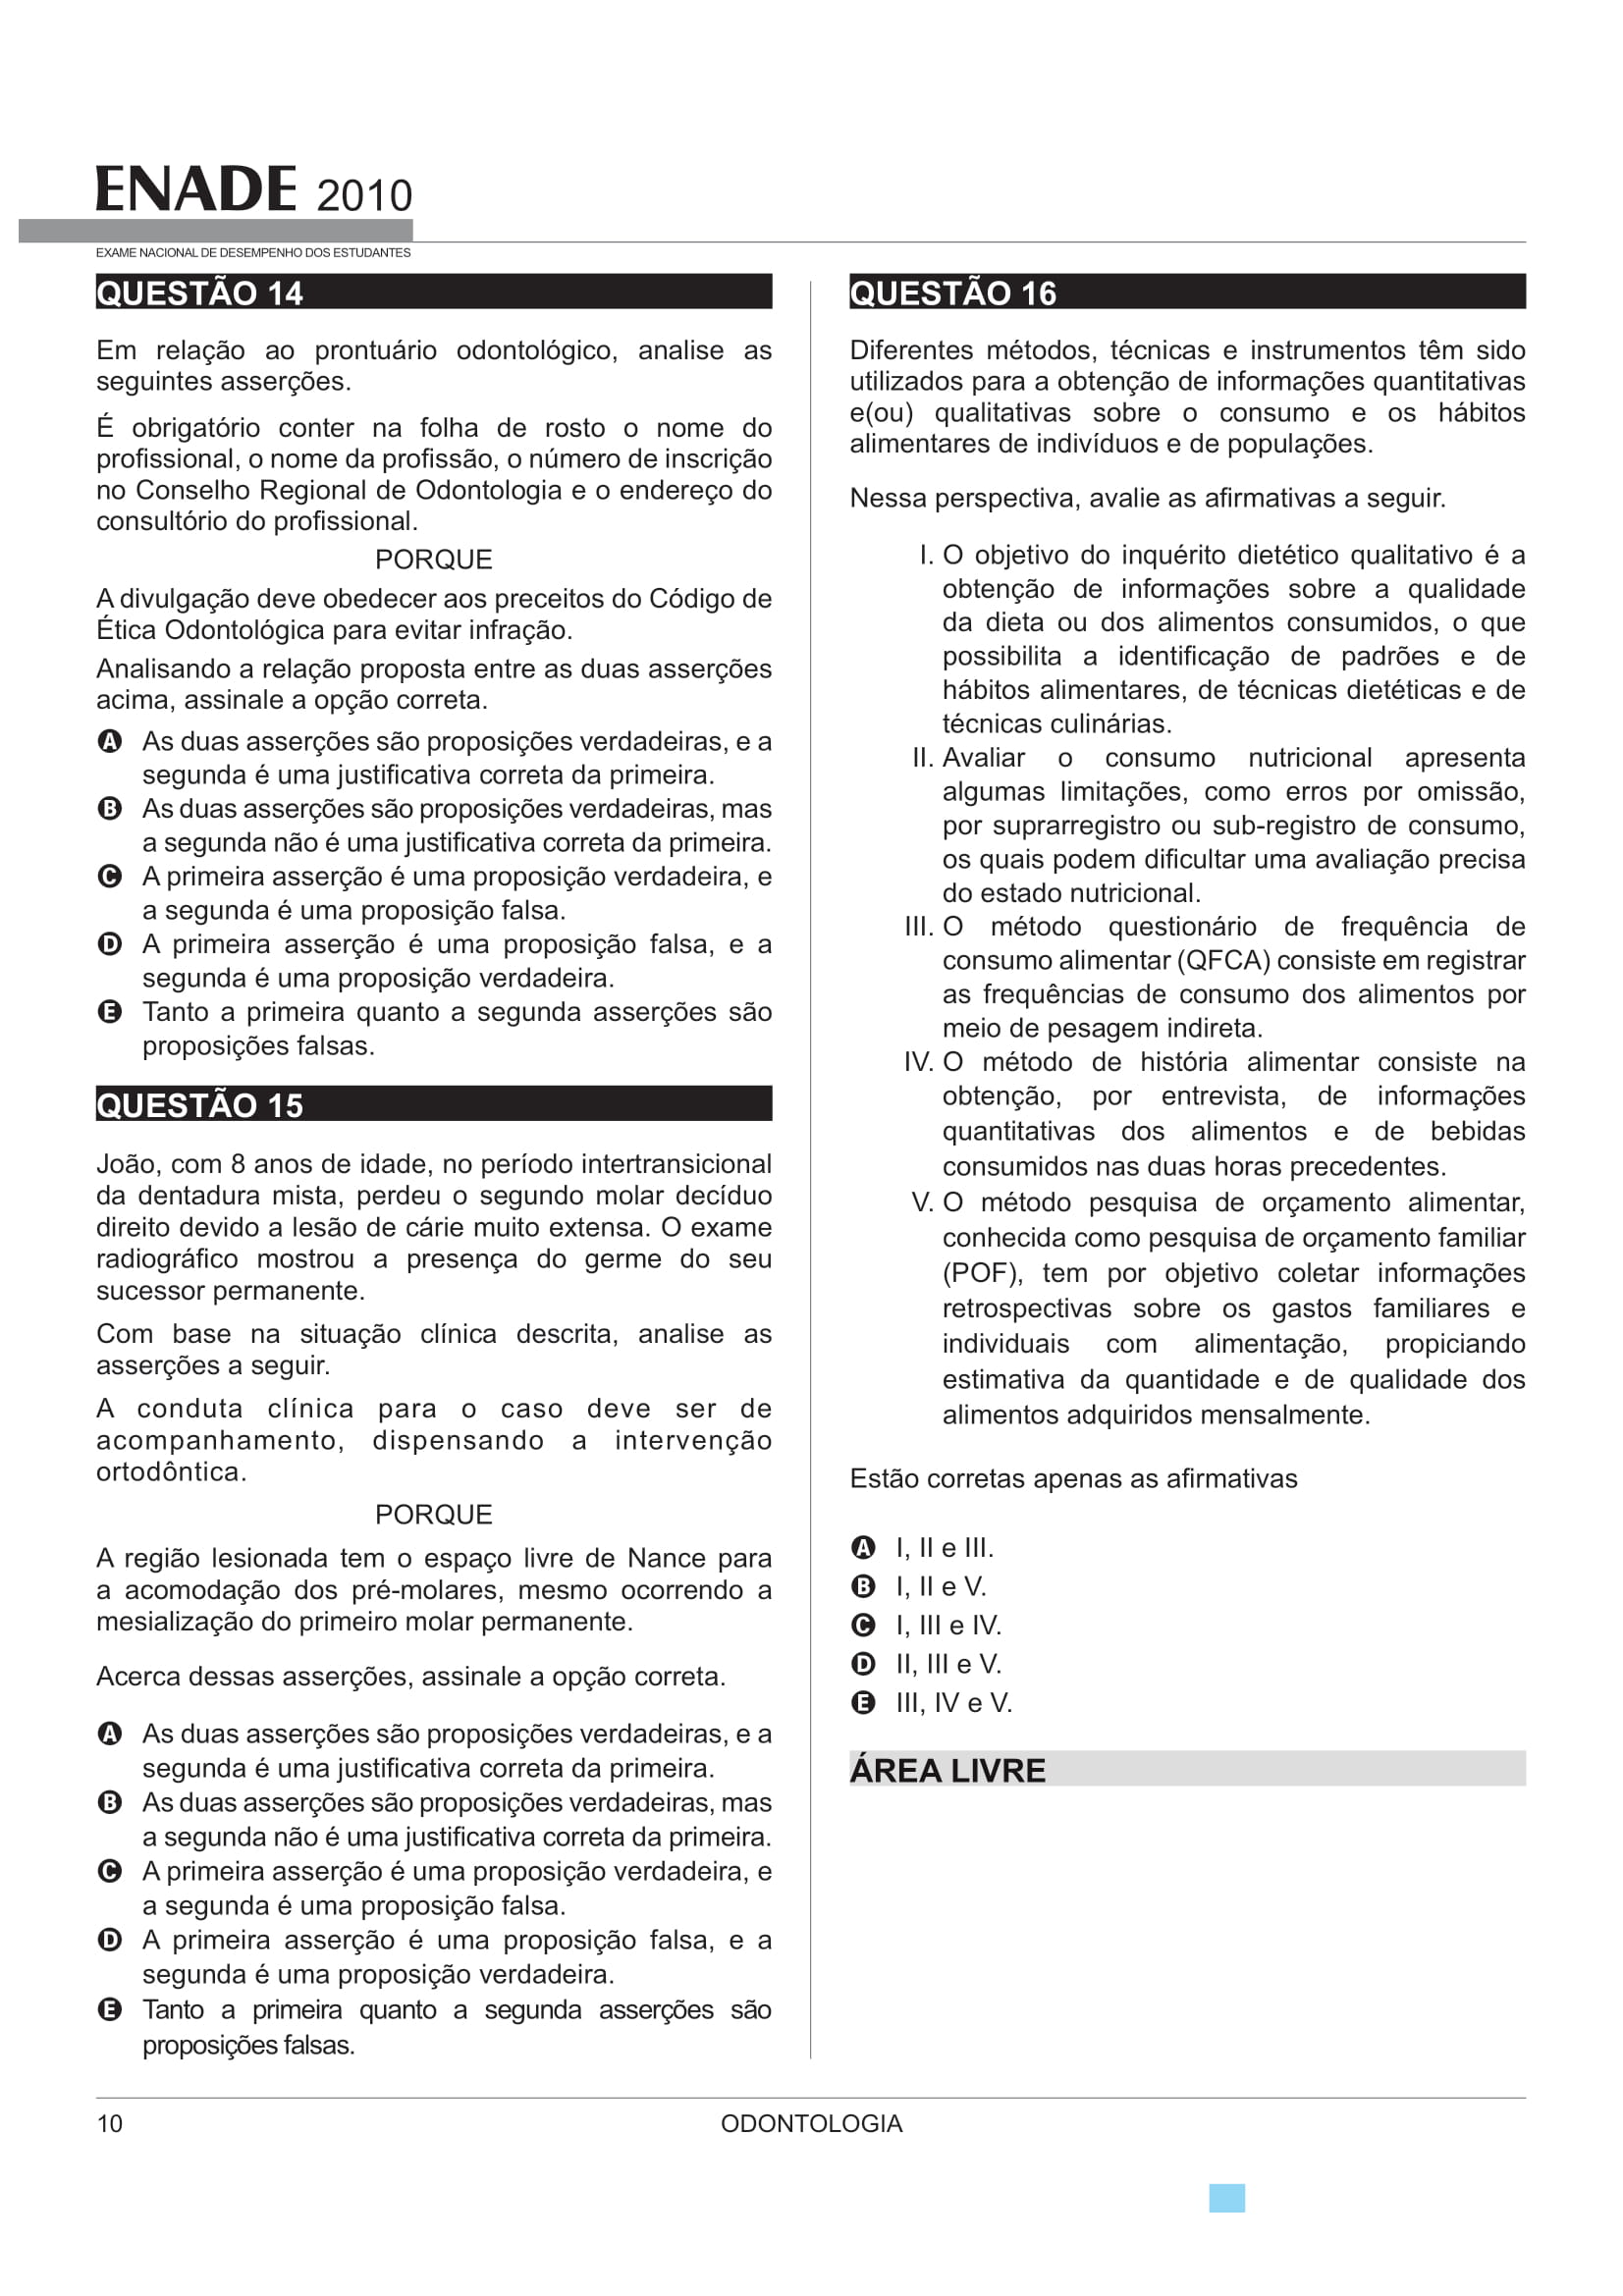 ENADE 2010
EXAME NACIONAL DE DESEMPENHO DOS ESTUDANTES
QUESTÃO 14
Em relação ao prontuário odontológico, analise as
seguintes asserções.
É obrigatório conter na folha de rosto o nome do
profissional, o nome da profissão, o número de inscrição
no Conselho Regional de Odontologia e o endereço do
consultório do profissional.
PORQUE
A divulgação deve obedecer aos preceitos do Código de
Ética Odontológica para evitar infração.
Analisando a relação proposta entre as duas asserções
acima, assinale a opção correta.
A As duas asserções são proposições verdadeiras, e a
segunda é uma justificativa correta da primeira.
B As duas asserções são proposições verdadeiras, mas
a segunda não é uma justificativa correta da primeira.
C A primeira asserção é uma proposição verdadeira, e
a segunda é uma proposição falsa.
D A primeira asserção é uma proposição falsa, e a
segunda é uma proposição verdadeira.
E Tanto a primeira quanto a segunda asserções são
proposições falsas.
QUESTÃO 15
João, com 8 anos de idade, no período intertransicional
da dentadura mista, perdeu o segundo molar decíduo
direito devido a lesão de cárie muito extensa. O exame
radiográfico mostrou a presença do germe do seu
sucessor permanente.
Com base na situação clínica descrita, analise as
asserções a seguir.
A conduta clínica para o caso deve ser de
acompanhamento, dispensando a intervenção
ortodôntica.
PORQUE
A região lesionada tem o espaço livre de Nance para
a acomodação dos pré-molares, mesmo ocorrendo a
mesialização do primeiro molar permanente.
Acerca dessas asserções, assinale a opção correta.
A As duas asserções são proposições verdadeiras, e a
segunda é uma justificativa correta da primeira.
B As duas asserções são proposições verdadeiras, mas
a segunda não é uma justificativa correta da primeira.
C A primeira asserção é uma proposição verdadeira, e
a segunda é uma proposição falsa.
D A primeira asserção é uma proposição falsa, e a
segunda é uma proposição verdadeira.
E Tanto a primeira quanto a segunda asserções são
proposições falsas.
QUESTÃO 16
Diferentes métodos, técnicas e instrumentos têm sido
utilizados para a obtenção de informações quantitativas
e(ou) qualitativas sobre o consumo e os hábitos
alimentares de indivíduos e de populações.
Nessa perspectiva, avalie as afirmativas a seguir.
I. O objetivo do inquérito dietético qualitativo é a
obtenção de informações sobre a qualidade
da dieta ou dos alimentos consumidos, o que
possibilita a identificação de padrões e de
hábitos alimentares, de técnicas dietéticas e de
técnicas culinárias.
II. Avaliar o consumo nutricional apresenta
algumas limitações, como erros por omissão,
por suprarregistro ou sub-registro de consumo,
os quais podem dificultar uma avaliação precisa
do estado nutricional.
III. O método questionário de frequência de
consumo alimentar (QFCA) consiste em registrar
as frequências de consumo dos alimentos por
meio de pesagem indireta.
IV. O método de história alimentar consiste na
obtenção, por entrevista, de informações
quantitativas dos alimentos e de bebidas
consumidos nas duas horas precedentes.
V. O método pesquisa de orçamento alimentar,
conhecida como pesquisa de orçamento familiar
(POF), tem por objetivo coletar informações
retrospectivas sobre os gastos familiares e
individuais com alimentação, propiciando
estimativa da quantidade e de qualidade dos
alimentos adquiridos mensalmente.
Estão corretas apenas as afirmativas
A I, II e III.
B I, II e V.
C I, III e IV.
D II, III e V.
E III, IV e V.
ÁREA LIVRE
10
ODONTOLOGIA